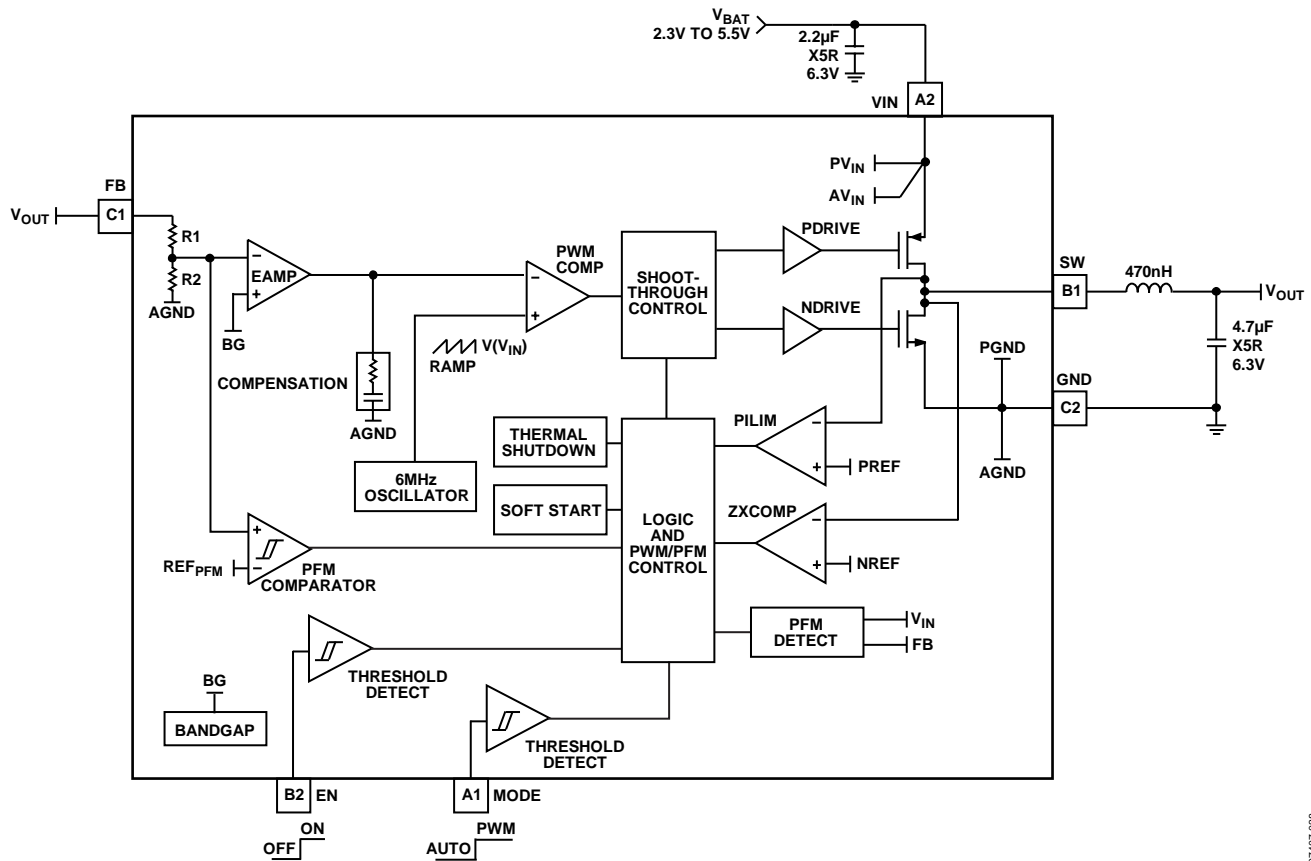 VBAT
2.3V TO 5.5V
2.2µF
X5R
6.3V
VIN
A2
PVIN
AVIN
FB
VOUT
C1
R1
R2
AGND
EAMP
BG
COMPENSATION
AGND
PWM
COMP
V(VIN)
RAMP
6MHz
OSCILLATOR
SHOOT-
THROUGH
CONTROL
PDRIVE
NDRIVE
SW
B1
470nH
VOUT
4.7µF
X5R
6.3V
PGND
GND
C2
AGND
THERMAL
SHUTDOWN
SOFT START
LOGIC
AND
PWM/PFM
CONTROL
PILIM
PREF
ZXCOMP
NREF
REFPFM
PFM
COMPARATOR
PFM
DETECT
VIN
FB
THRESHOLD
DETECT
BG
BANDGAP
THRESHOLD
DETECT
B2
EN
A1
MODE
ON
OFF
PWM
AUTO